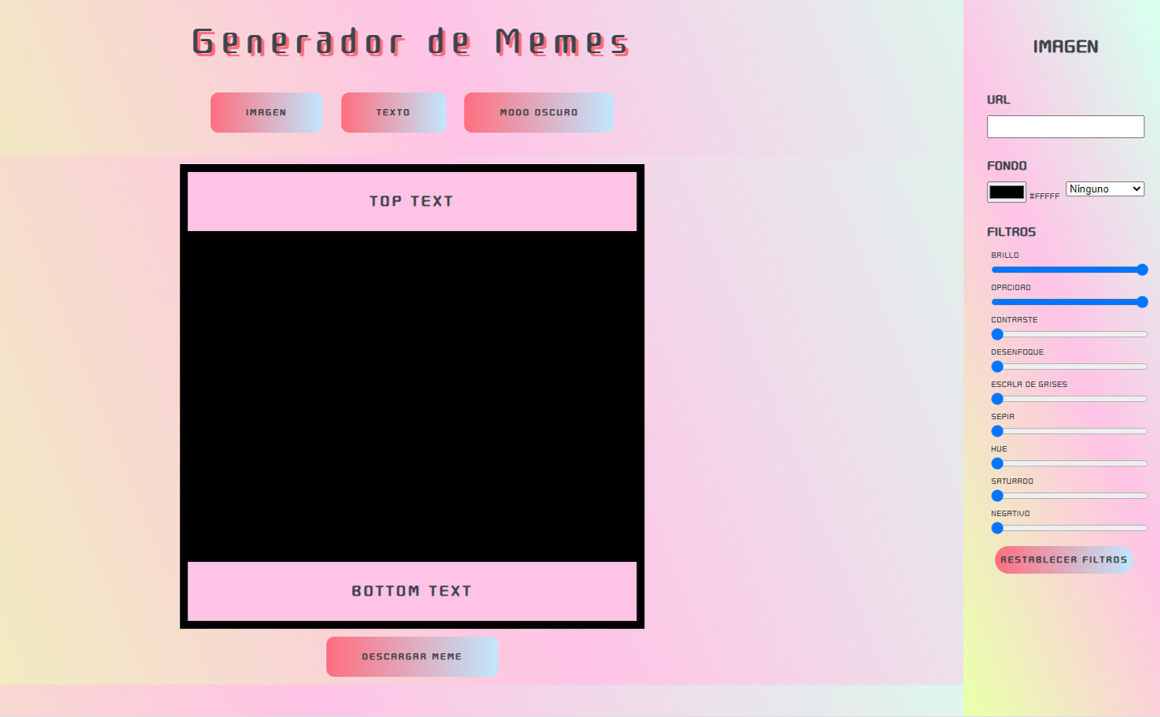 Generador de Memes
IMAGEN
TEXTO
MODO OSCURO
TOP TEXT
BOTTOM TEXT
DESCARGAR MEME
IMAGEN
URL
FONDO
#FFFFF
Ninguno
FILTROS
BRILLO
OPACIDAD
CONTRASTE
DESENFOQUE
ESCALA DE GRISES
SEPIA
HUE
SATURADO
NEGATIVO
RESTABLECER FILTROS